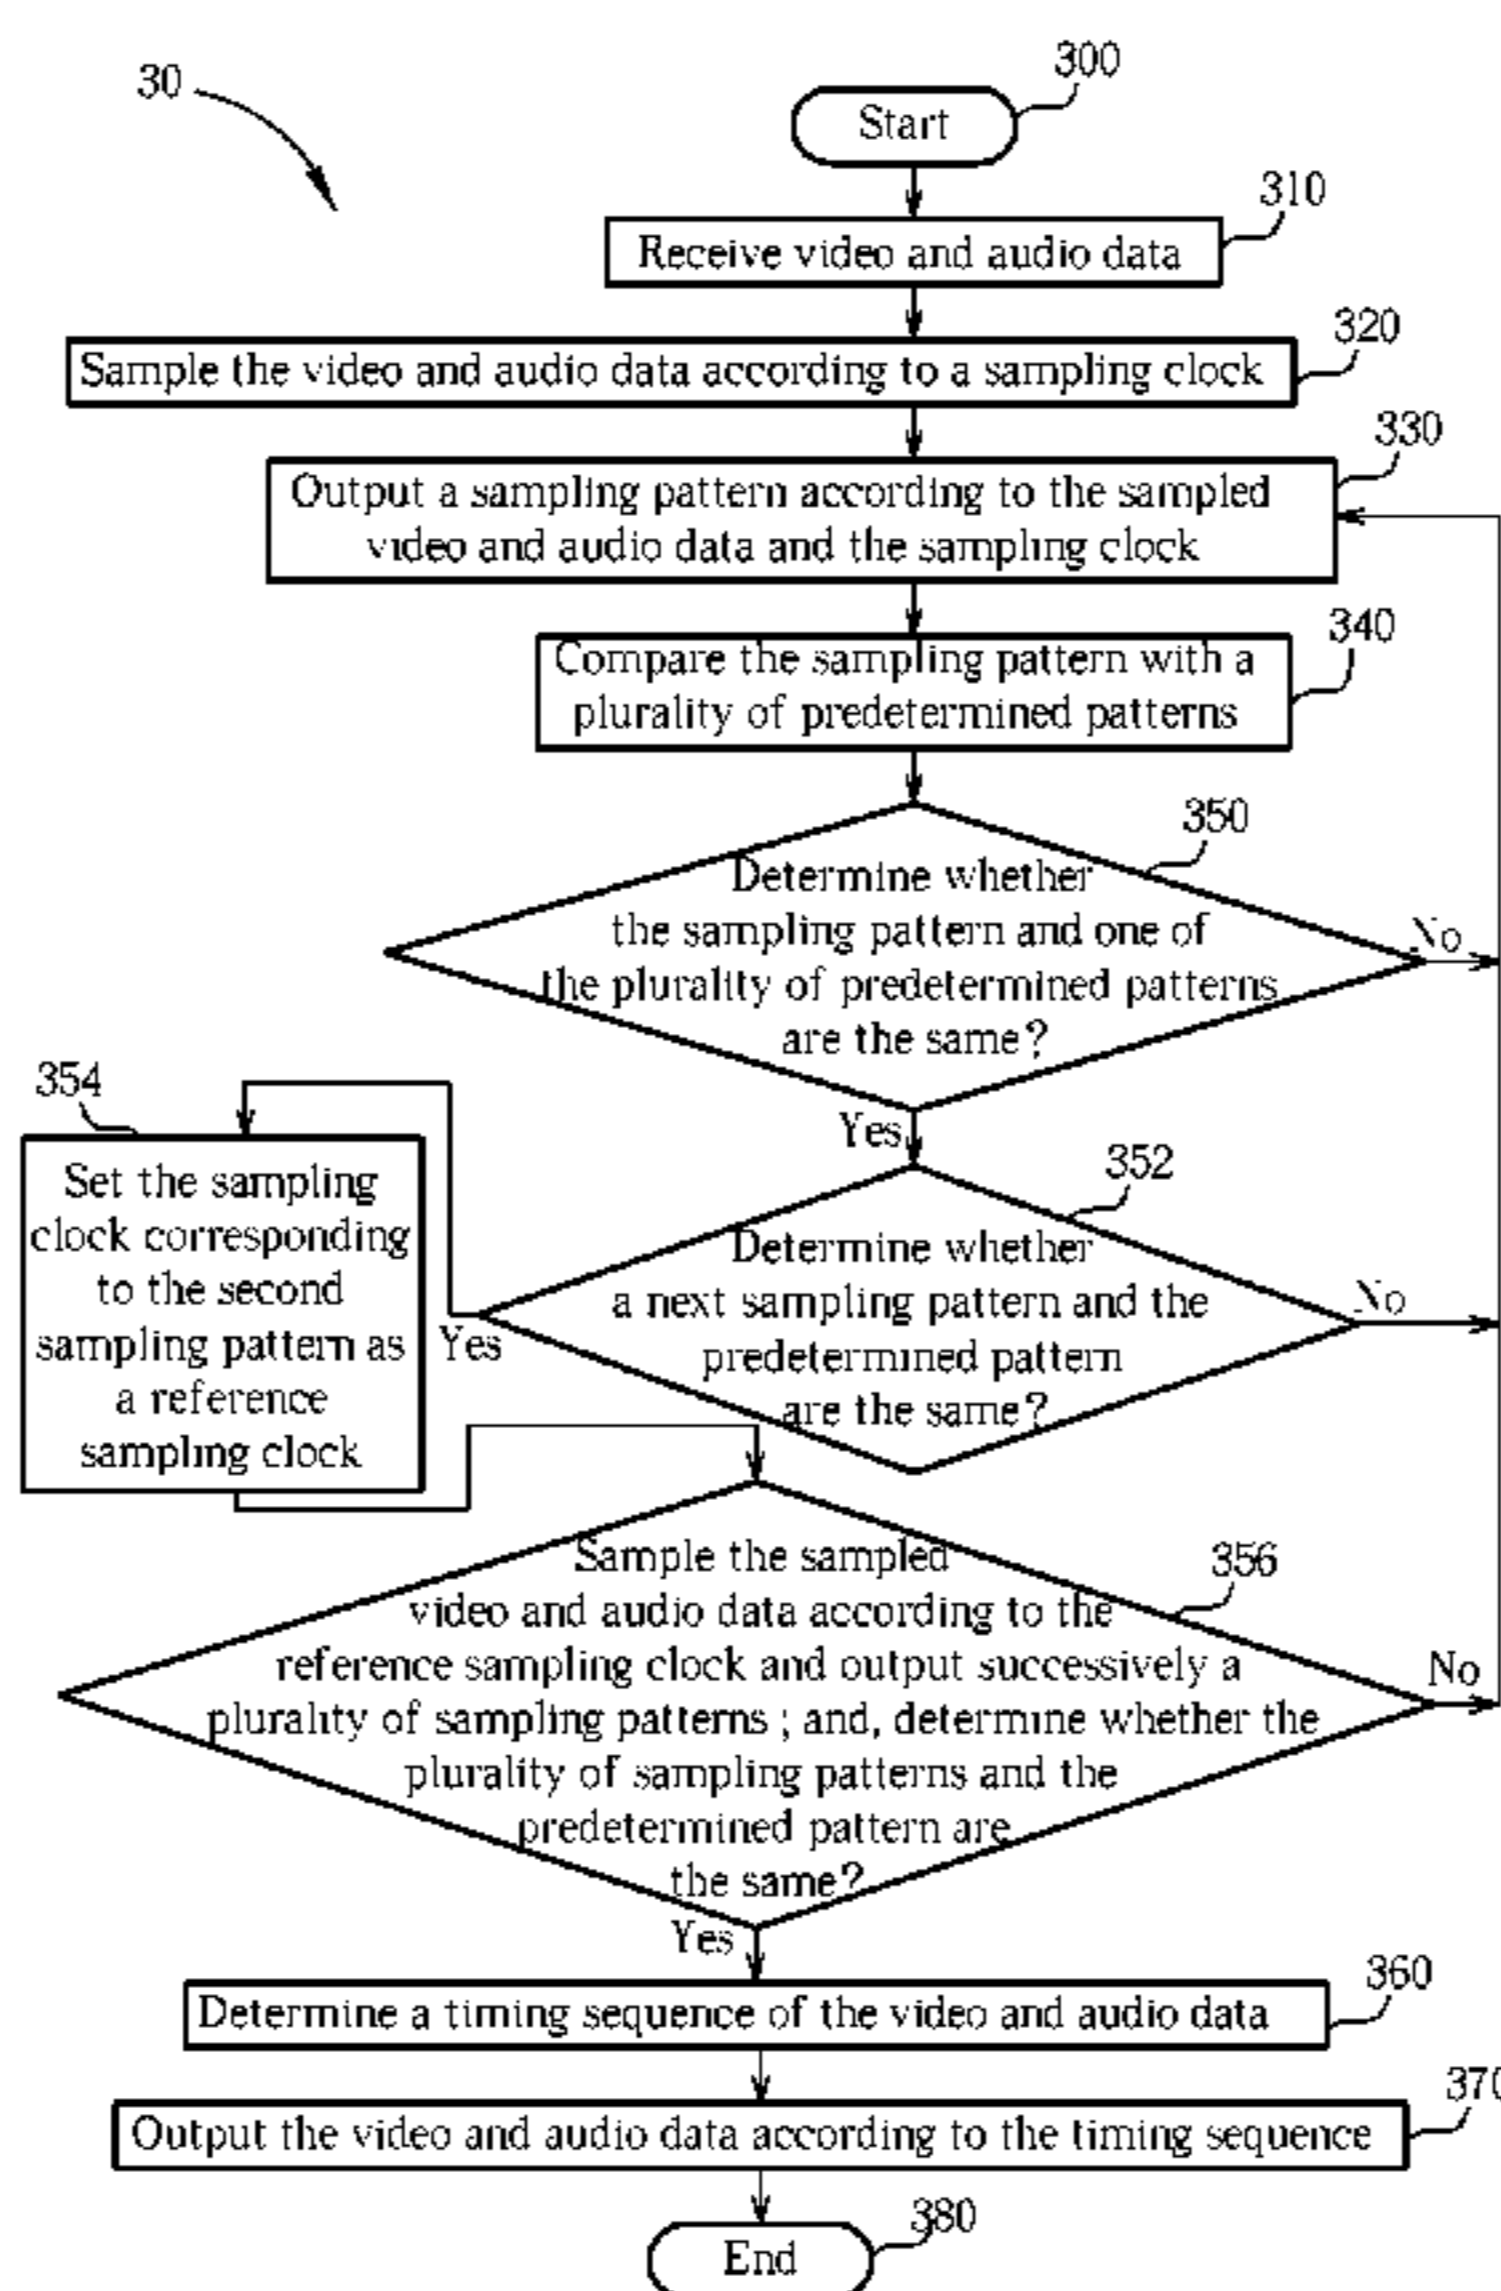 30
300
Start
310
Receive video and audio data
320
Sample the video and audio data according to a sampling clock
330
Output a sampling pattern according to the sampled
video and audio data and the sampling clock
340
Compare the sampling pattern with a
plurality of predetermined patterns
350
Determine whether
the sampling pattern and one of
the plurality of predetermined patterns
are the same?
No
Yes
354
Set the sampling
clock corresponding
to the second
sampling pattern as
a reference
sampling clock
352
Determine whether
a next sampling pattern and the
predetermined pattern
are the same?
No
Yes
356
Sample the sampled
video and audio data according to the
reference sampling clock and output successively a
plurality of sampling patterns ; and, determine whether the
plurality of sampling patterns and the
predetermined pattern are
the same?
No
Yes
360
Determine a timing sequence of the video and audio data
370
Output the video and audio data according to the timing sequence
380
End